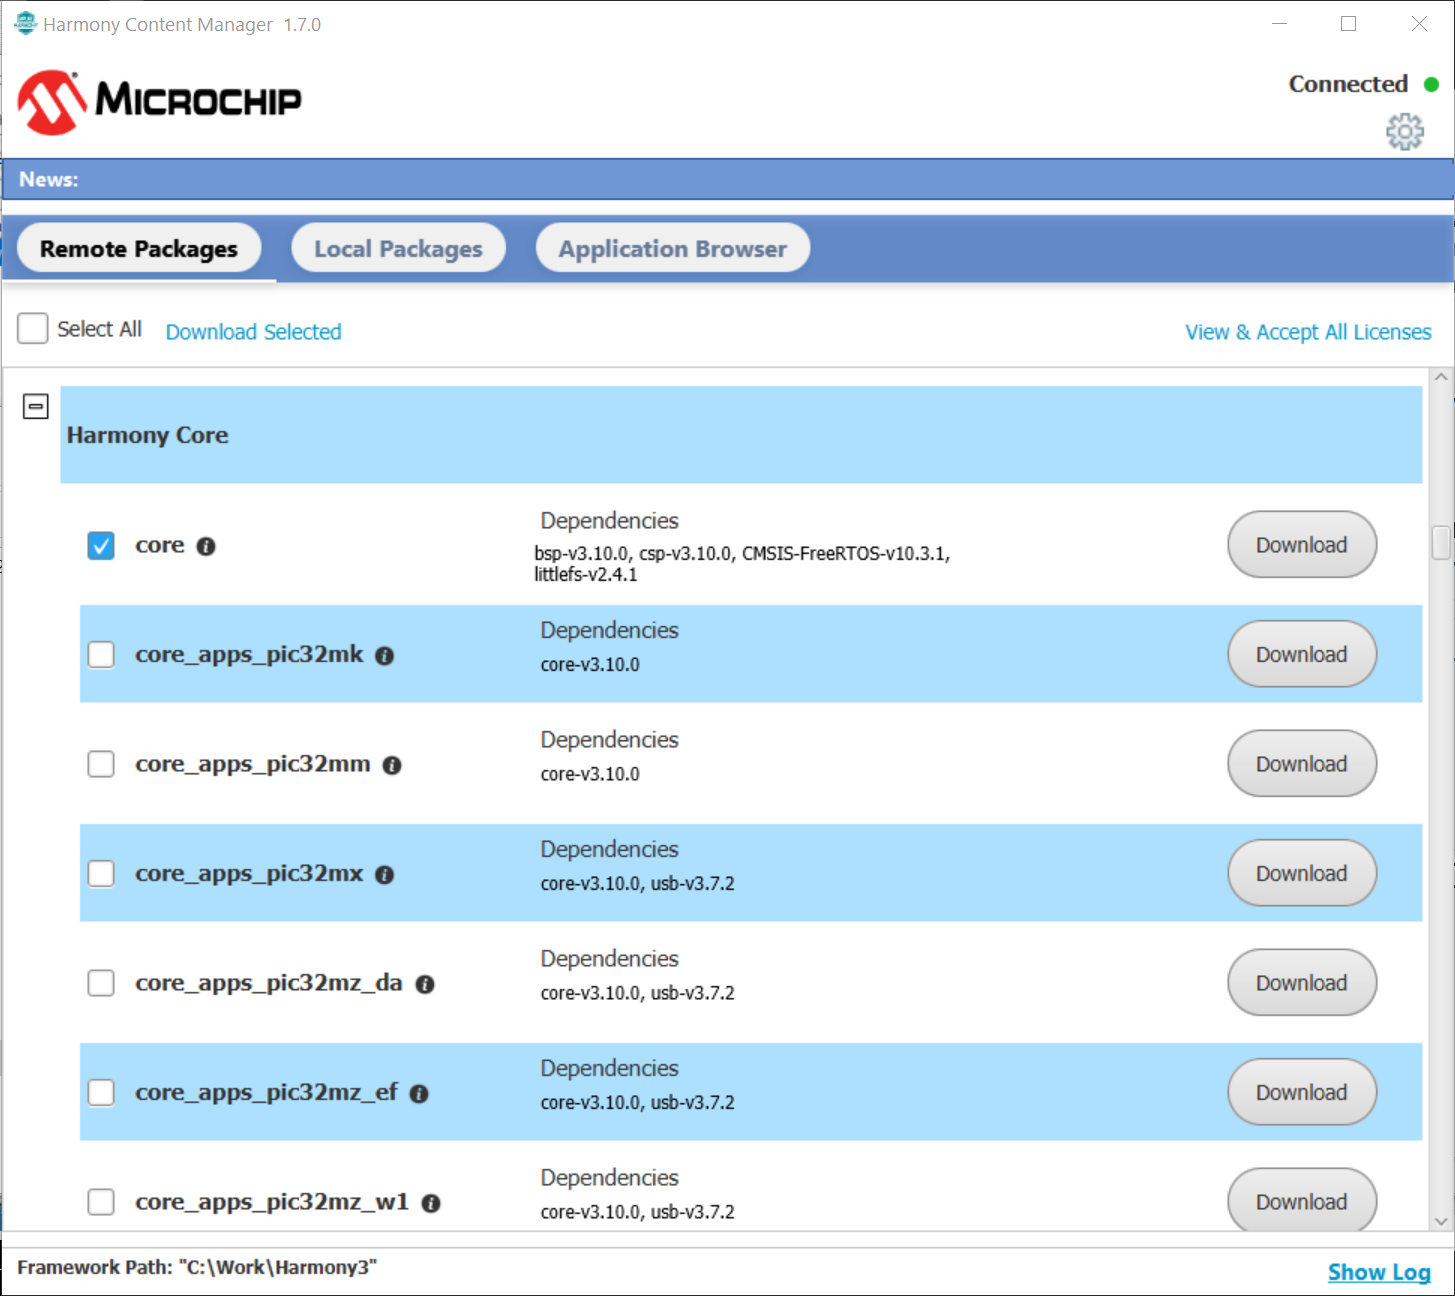 Harmony Content Manager 1.7.0
MICROCHIP
Connected
News:
Remote Packages Local Packages Application Browser
Select All Download Selected View & Accept All Licenses
Harmony Core
core
Dependencies
bsp-v3.10.0, csp-v3.10.0, CMSIS-FreeRTOS-v10.3.1,
littlefs-v2.4.1
Download
core_apps_pic32mk
Dependencies
core-v3.10.0
Download
core_apps_pic32mm
Dependencies
core-v3.10.0
Download
core_apps_pic32mx
Dependencies
core-v3.10.0, usb-v3.7.2
Download
core_apps_pic32mz_da
Dependencies
core-v3.10.0, usb-v3.7.2
Download
core_apps_pic32mz_ef
Dependencies
core-v3.10.0, usb-v3.7.2
Download
core_apps_pic32mz_w1
Dependencies
core-v3.10.0, usb-v3.7.2
Download
Framework Path: "C:\Work\Harmony3"
Show Log